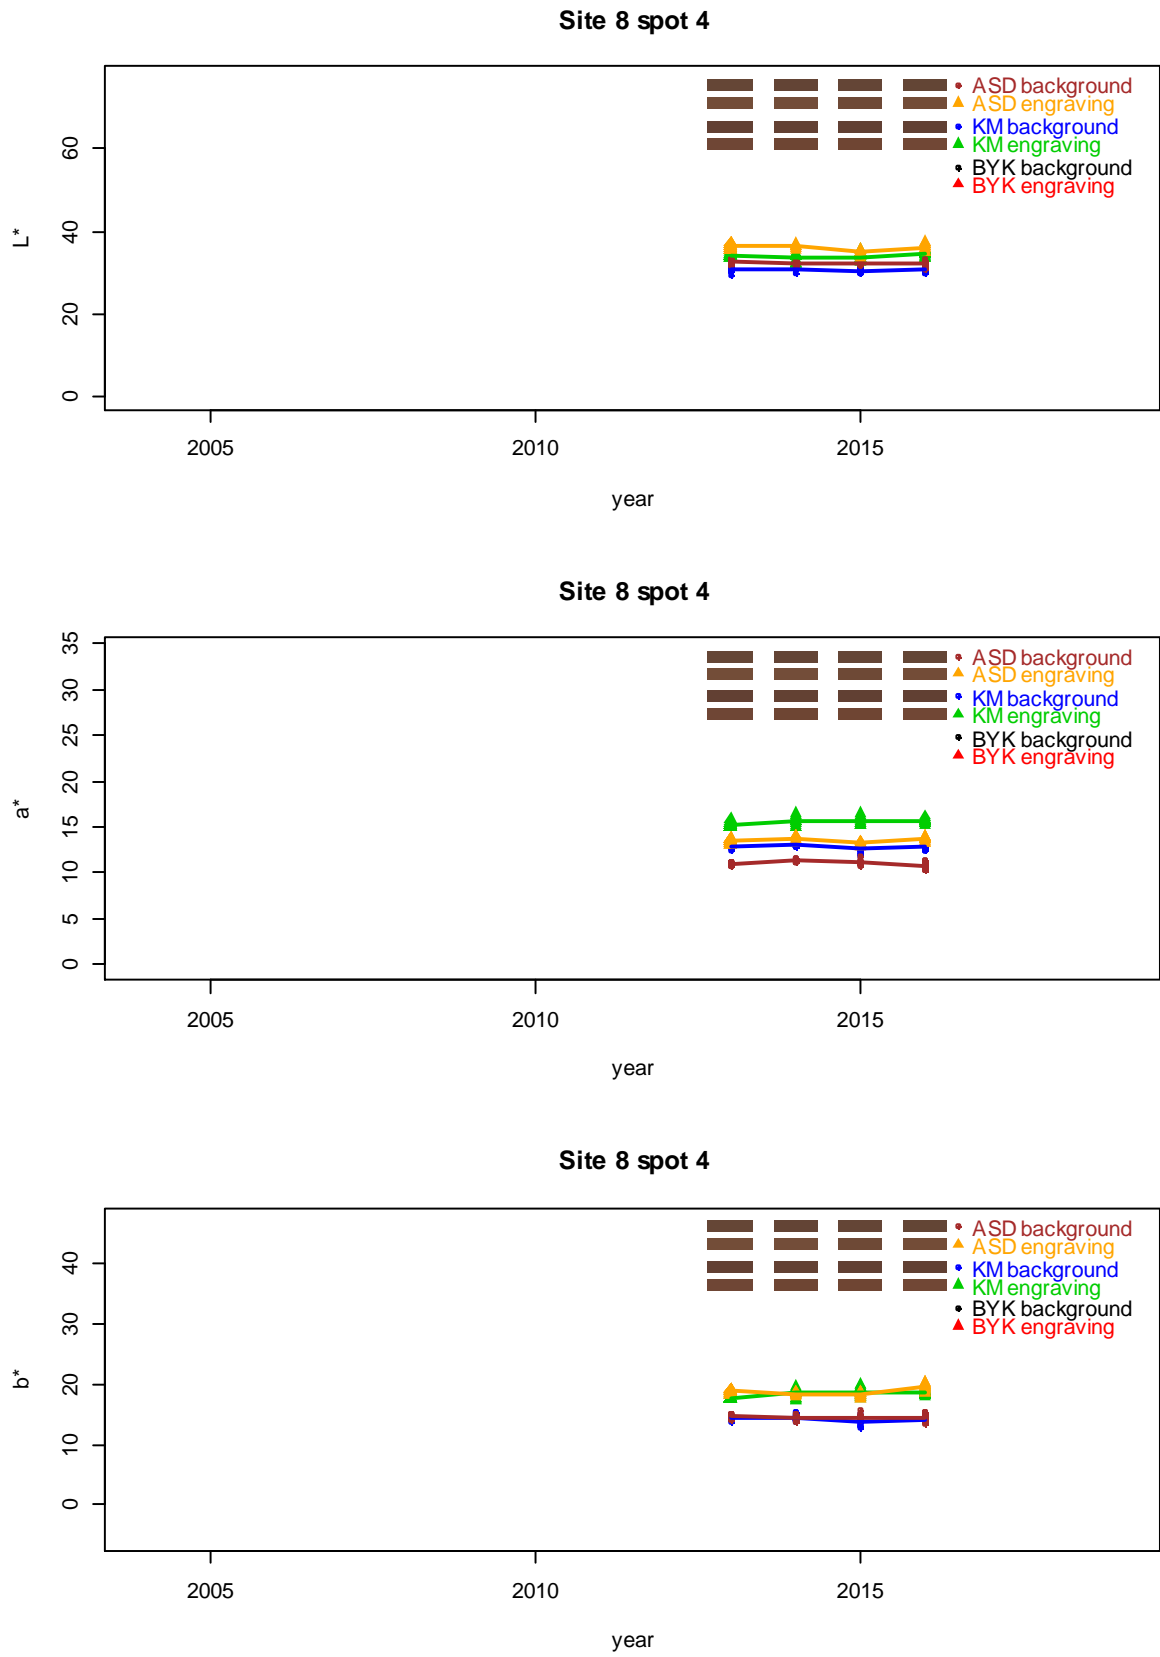 Site 8 spot 4
ASD background
ASD engraving
KM background
KM engraving
BYK background
BYK engraving
60
40
20
0
L*
2005 2010 2015
year
Site 8 spot 4
ASD background
ASD engraving
KM background
KM engraving
BYK background
BYK engraving
35
30
25
20
15
10
5
0
a*
2005 2010 2015
year
Site 8 spot 4
ASD background
ASD engraving
KM background
KM engraving
BYK background
BYK engraving
40
30
20
10
0
b*
2005 2010 2015
year